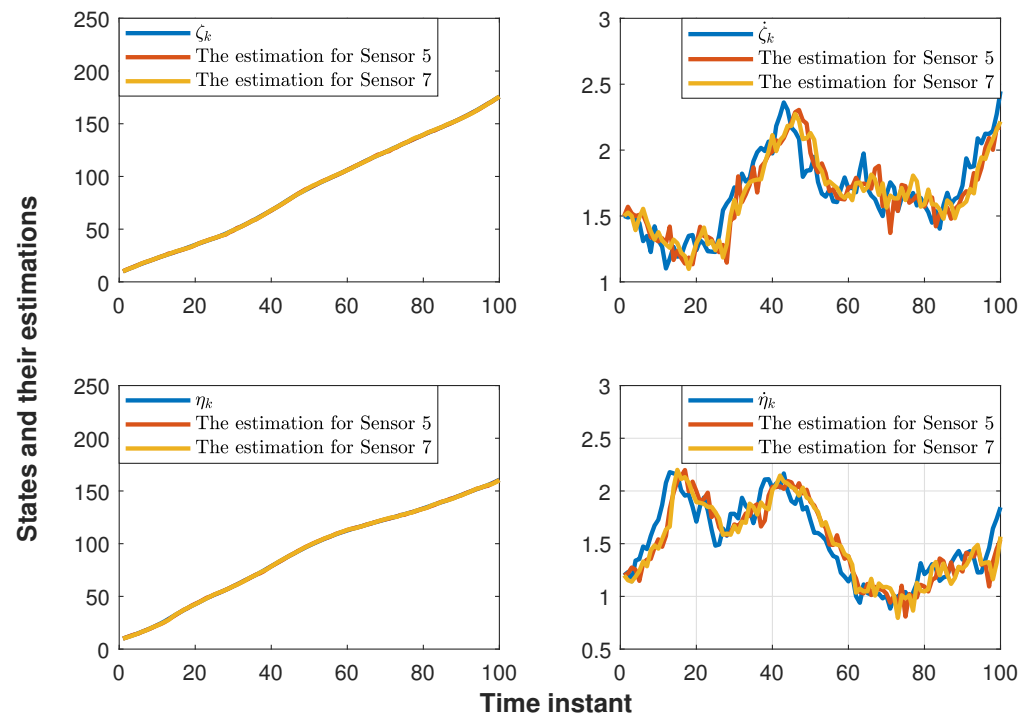 States and their estimations
250
200
150
100
50
0
0 20 40 60 80 100
ζₖ
The estimation for Sensor 5
The estimation for Sensor 7
3
2.5
2
1.5
1
0 20 40 60 80 100
ζ̇ₖ
The estimation for Sensor 5
The estimation for Sensor 7
250
200
150
100
50
0
0 20 40 60 80 100
ηₖ
The estimation for Sensor 5
The estimation for Sensor 7
3
2.5
2
1.5
1
0.5
0 20 40 60 80 100
η̇ₖ
The estimation for Sensor 5
The estimation for Sensor 7
Time instant